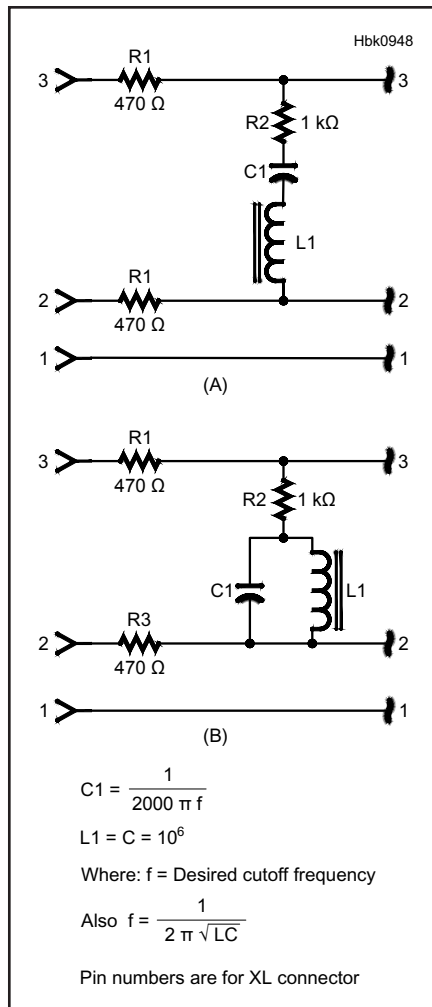 Hbk0948
R1
3 3
470 Ω
R2 1 kΩ
C1
L1
R1
2 2
470 Ω
1 1
(A)
R1
3 3
470 Ω
R2 1 kΩ
C1 L1
R3
2 2
470 Ω
1 1
(B)
C1 = 1 / 2000 π f
L1 = C = 10⁶
Where: f = Desired cutoff frequency
Also f = 1 / 2 π √LC
Pin numbers are for XL connector